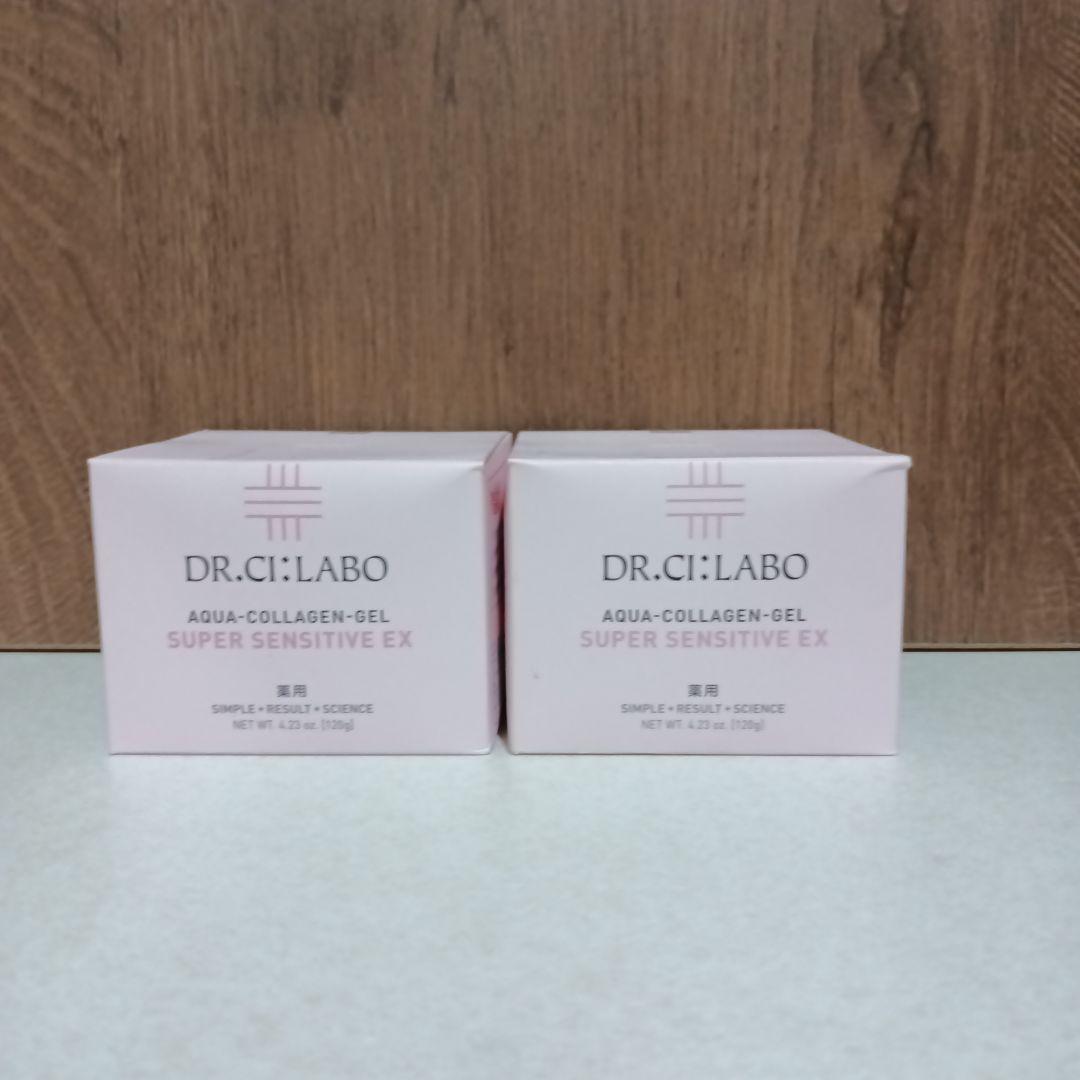 DR.CI:LABO
AQUA-COLLAGEN-GEL
SUPER SENSITIVE EX
薬用
SIMPLE + RESULT + SCIENCE
NET WT. 4.23 oz. [120g]
DR.CI:LABO
AQUA-COLLAGEN-GEL
SUPER SENSITIVE EX
薬用
SIMPLE + RESULT + SCIENCE
NET WT. 4.23 oz. [120g]